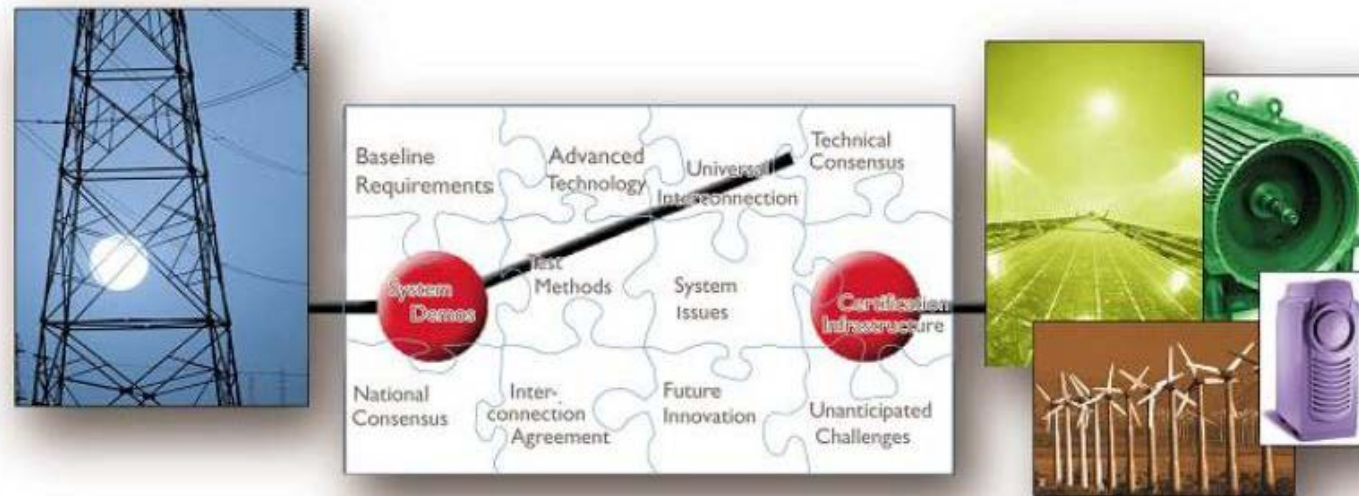 Baseline
Requirements
Advanced
Technology
Universal
Interconnection
Technical
Consensus
System
Demos
Test
Methods
System
Issues
Certification
Infrastructure
National
Consensus
Inter-
connection
Agreement
Future
Innovation
Unanticipated
Challenges